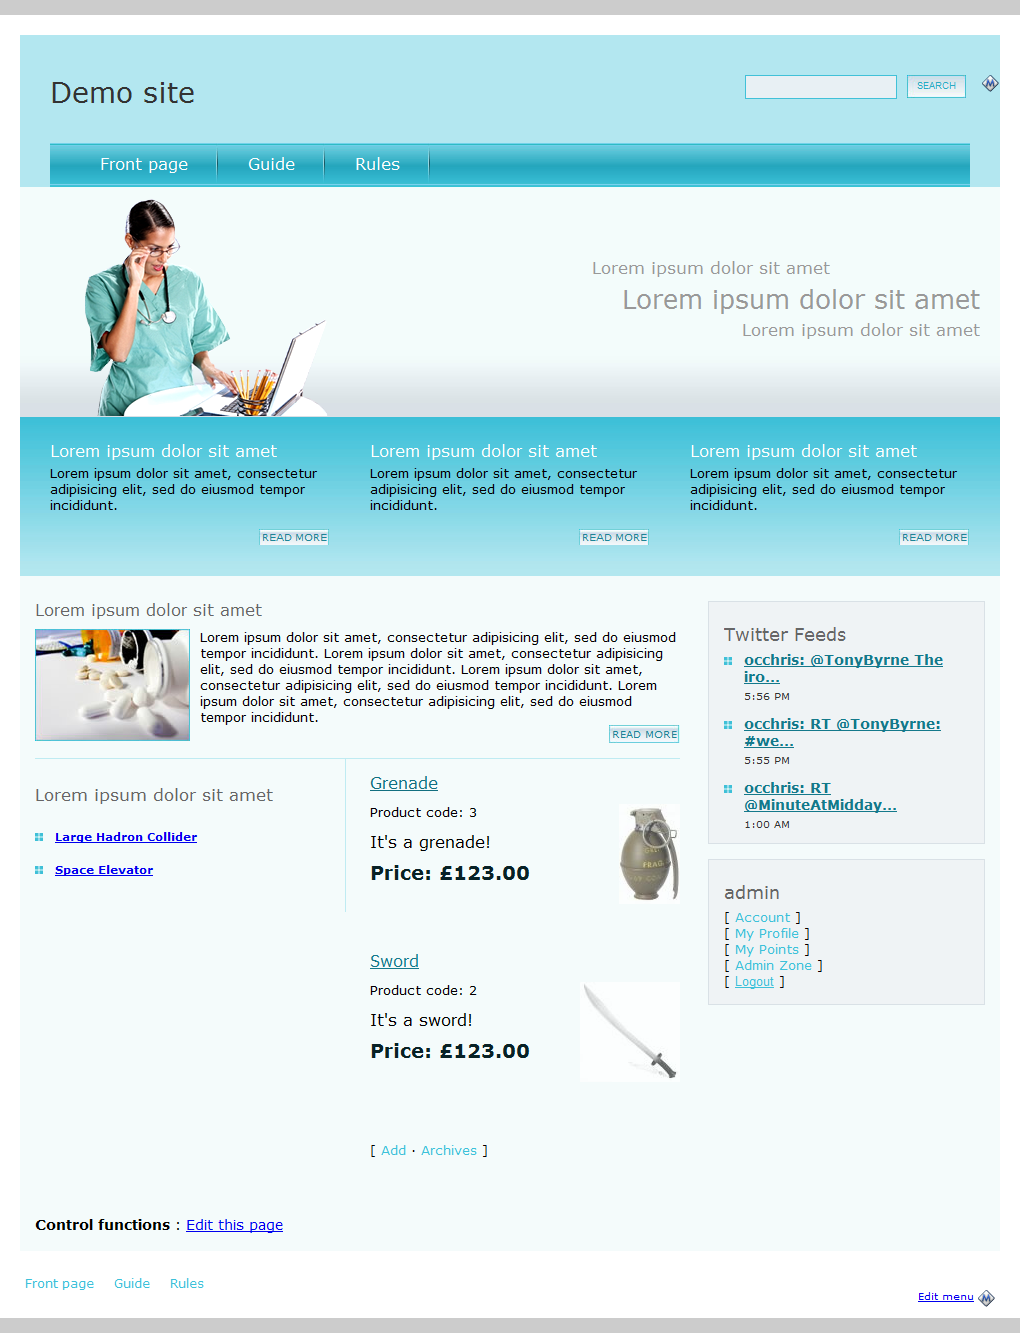 Demo site
SEARCH
Front page
Guide
Rules
Lorem ipsum dolor sit amet
Lorem ipsum dolor sit amet
Lorem ipsum dolor sit amet
Lorem ipsum dolor sit amet
Lorem ipsum dolor sit amet, consectetur
adipisicing elit, sed do eiusmod tempor
incididunt.
READ MORE
Lorem ipsum dolor sit amet
Lorem ipsum dolor sit amet, consectetur
adipisicing elit, sed do eiusmod tempor
incididunt.
READ MORE
Lorem ipsum dolor sit amet
Lorem ipsum dolor sit amet, consectetur
adipisicing elit, sed do eiusmod tempor
incididunt.
READ MORE
Lorem ipsum dolor sit amet
Lorem ipsum dolor sit amet, consectetur adipisicing elit, sed do eiusmod
tempor incididunt. Lorem ipsum dolor sit amet, consectetur adipisicing
elit, sed do eiusmod tempor incididunt. Lorem ipsum dolor sit amet,
consectetur adipisicing elit, sed do eiusmod tempor incididunt. Lorem
ipsum dolor sit amet, consectetur adipisicing elit, sed do eiusmod
tempor incididunt.
READ MORE
Lorem ipsum dolor sit amet
Large Hadron Collider
Space Elevator
Grenade
Product code: 3
It's a grenade!
Price: £123.00
Sword
Product code: 2
It's a sword!
Price: £123.00
[ Add · Archives ]
Twitter Feeds
occhris: @TonyByrne The
iro...
5:56 PM
occhris: RT @TonyByrne:
#we...
5:55 PM
occhris: RT
@MinuteAtMidday...
1:00 AM
admin
[ Account ]
[ My Profile ]
[ My Points ]
[ Admin Zone ]
[ Logout ]
Control functions : Edit this page
Front page
Guide
Rules
Edit menu